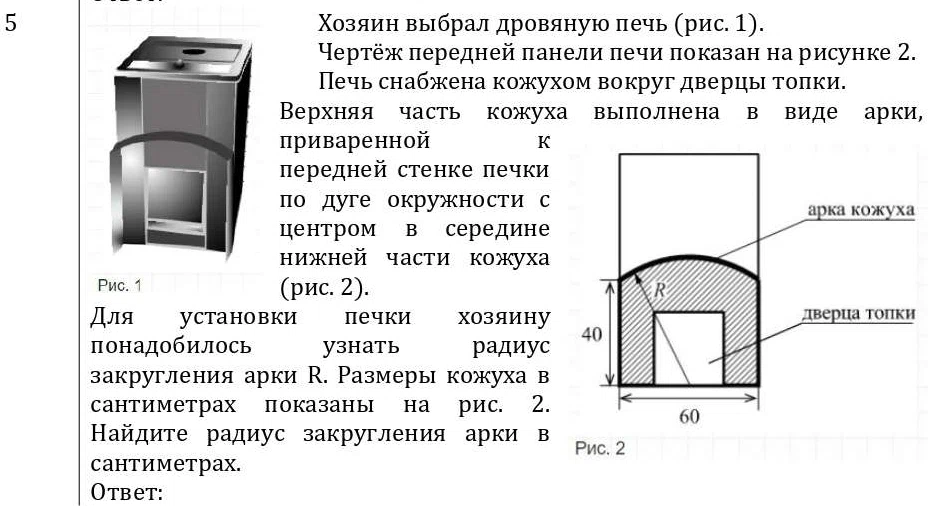 5
Хозяин выбрал дровяную печь (рис. 1).
Чертёж передней панели печи показан на рисунке 2.
Печь снабжена кожухом вокруг дверцы топки.
Верхняя часть кожуха выполнена в виде арки,
приваренной к
передней стенке печки
по дуге окружности с
центром в середине
нижней части кожуха
(рис. 2).
Рис. 1
Для установки печки хозяину
понадобилось узнать радиус
закругления арки R. Размеры кожуха в
сантиметрах показаны на рис. 2.
Найдите радиус закругления арки в
сантиметрах.
Ответ:
арка кожуха
R
дверца топки
40
60
Рис. 2